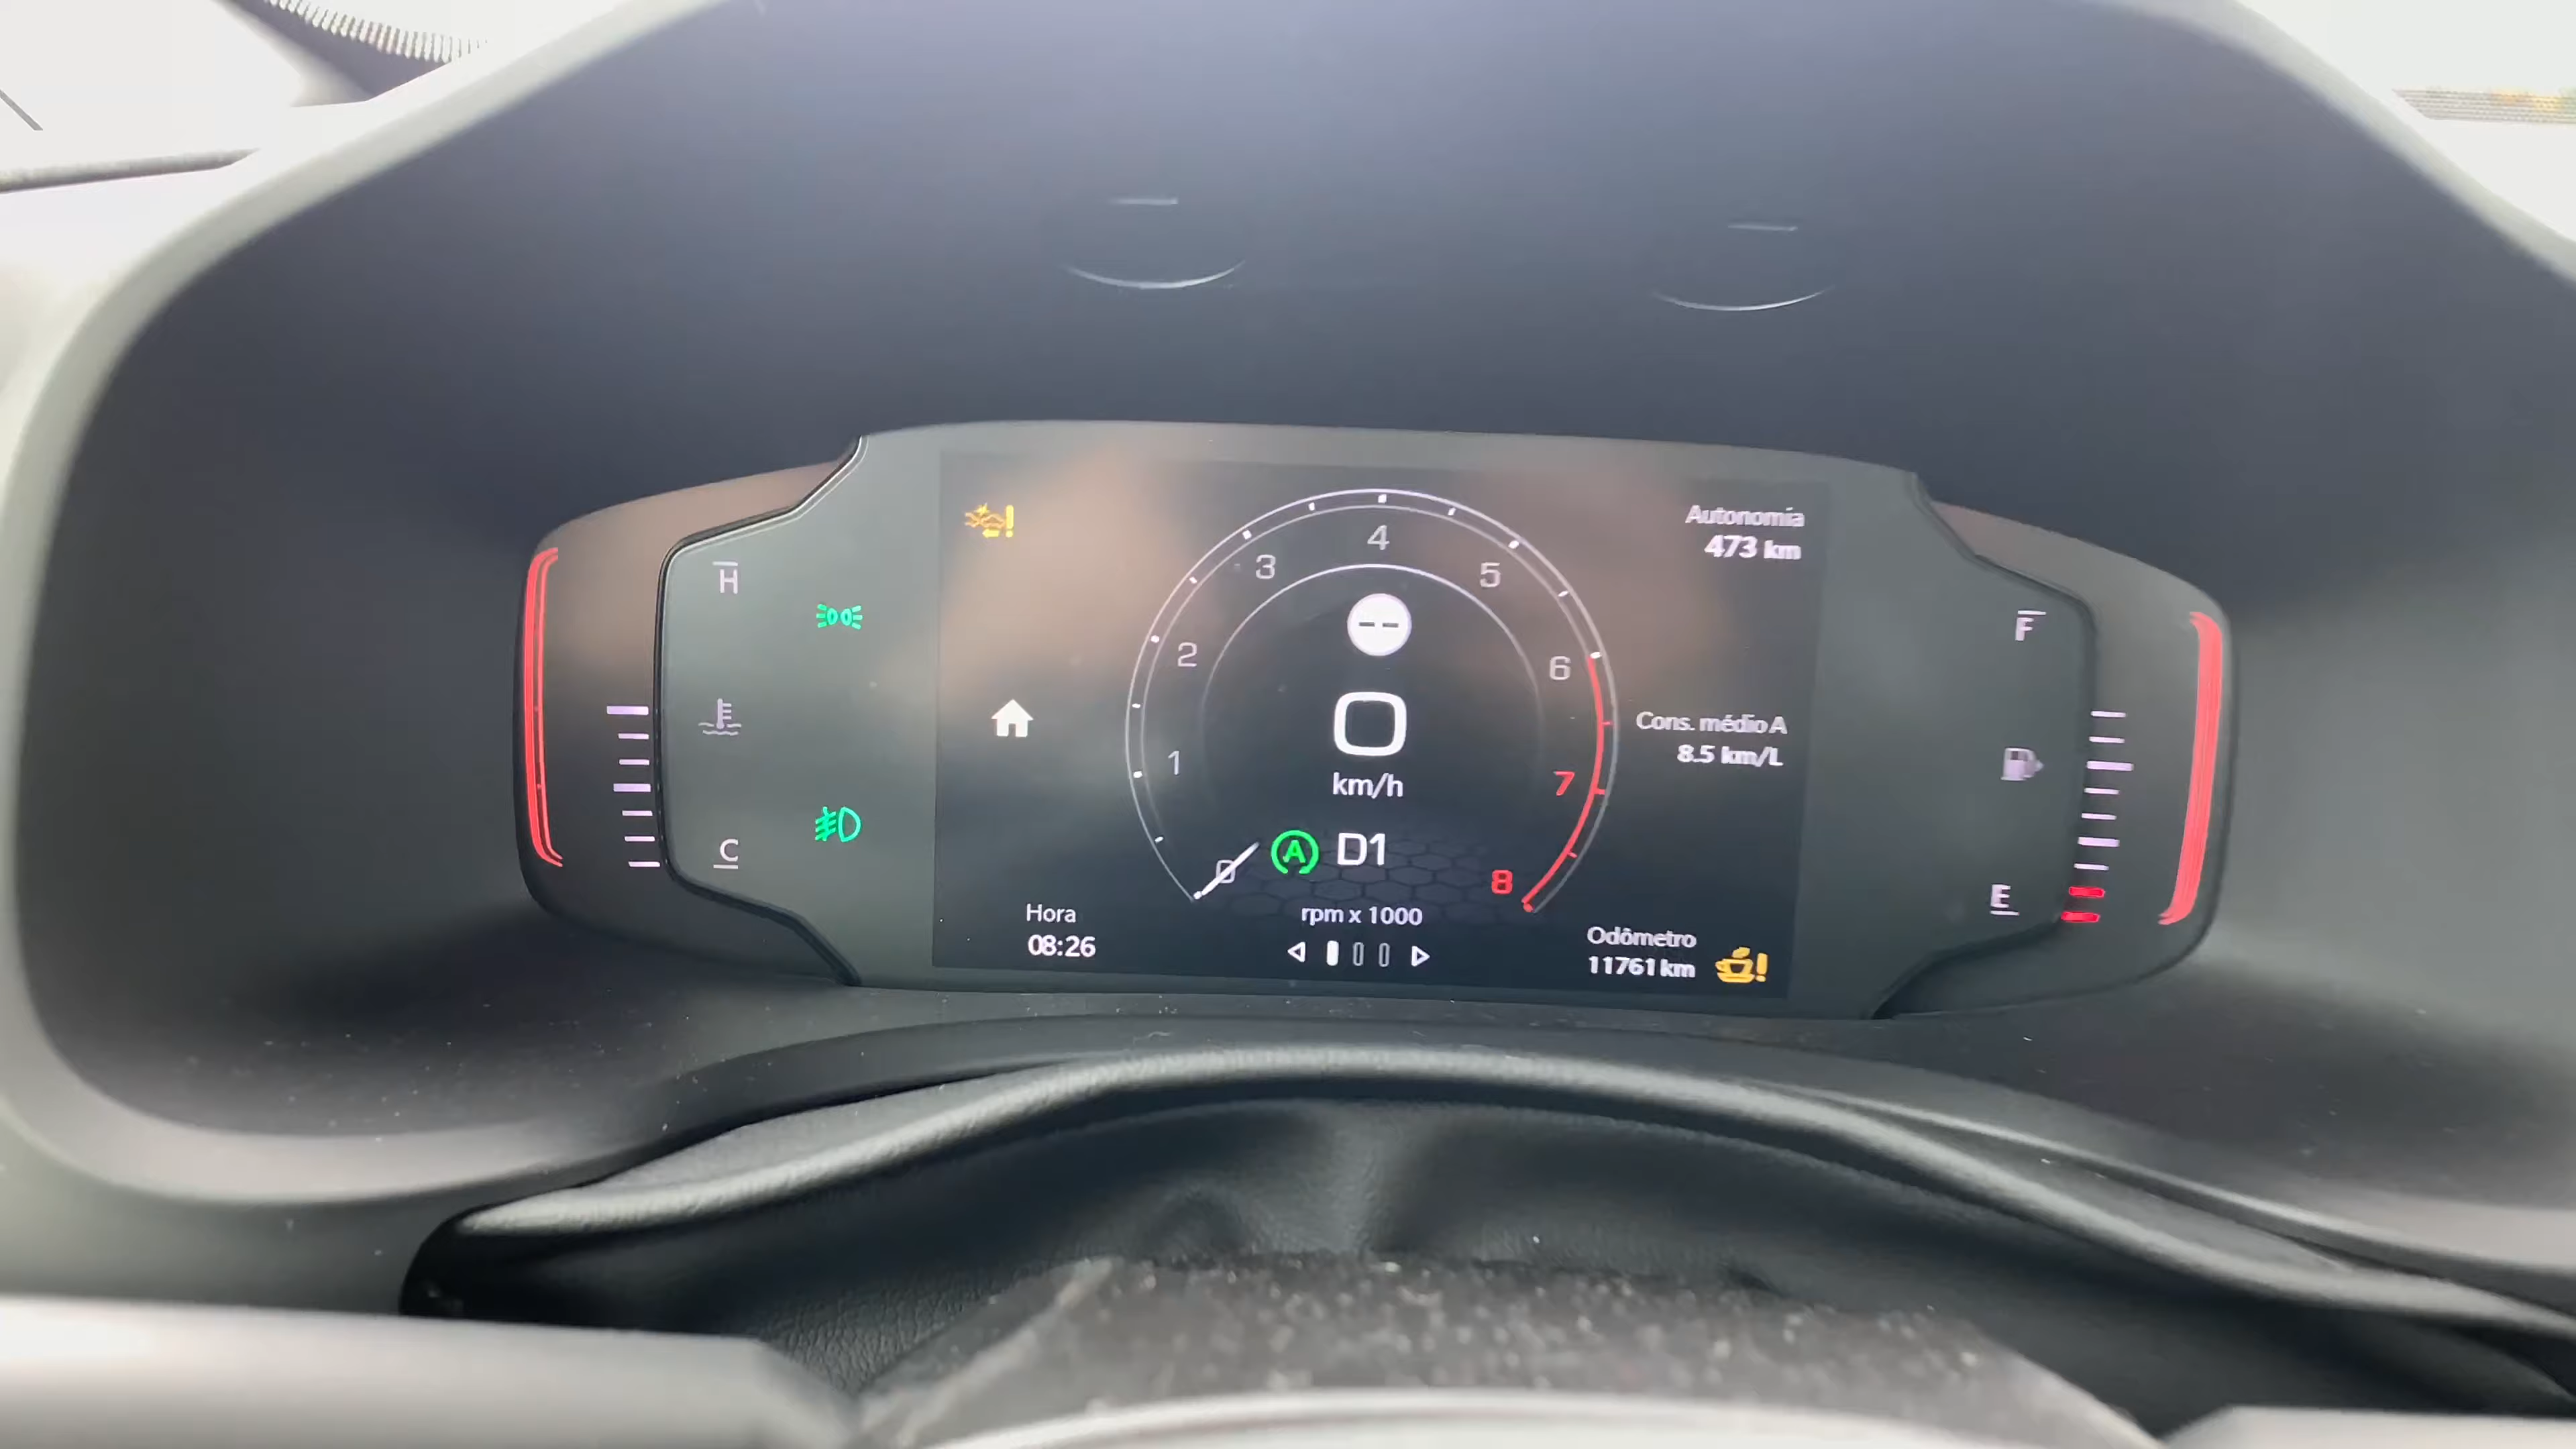 Autonomia
473 km
H
F
4
3
5
2
6
Cons. médio A
8.5 km/L
0
km/h
1
7
A D1
C
0
8
E
Hora
08:26
rpm x 1000
Odômetro
11761 km